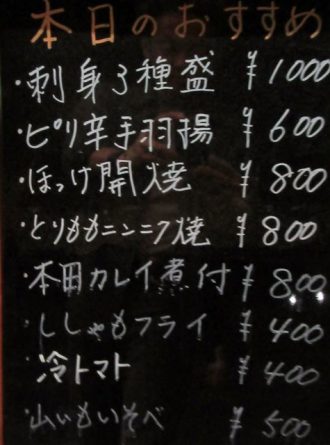 本日のおすすめ
・刺身3種盛 ¥1000
・ピリ辛手羽揚 ¥600
・ほっけ開焼 ¥800
・とりももニンニク焼 ¥800
・本田カレイ煮付 ¥800
・ししゃもフライ ¥400
・冷トマト ¥400
・山いもいそべ ¥500